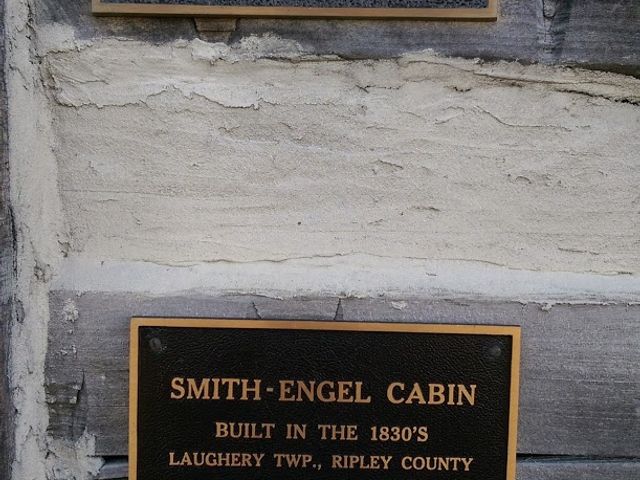 SMITH-ENGEL CABIN
BUILT IN THE 1830'S
LAUGHERY TWP., RIPLEY COUNTY